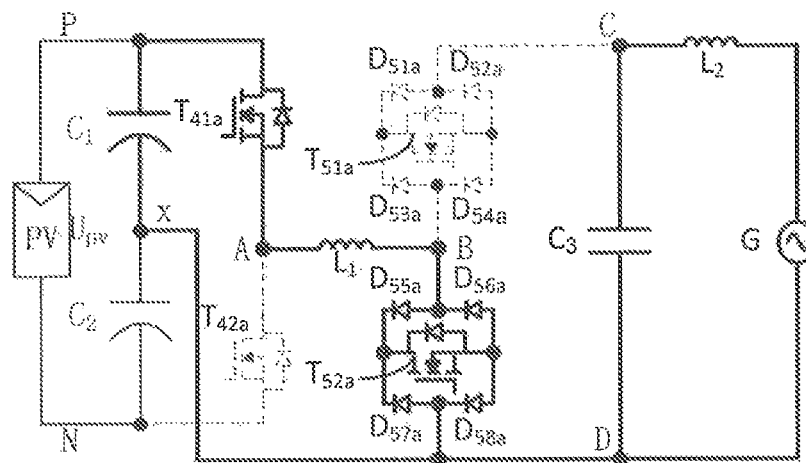 P
C
D₅₁ₐ
D₅₂ₐ
L₂
T₄₁ₐ
C₁
T₅₁ₐ
X
D₅₃ₐ
D₅₄ₐ
PV
Uₚᵥ
A
L₁
B
C₃
G
D₅₅ₐ
D₅₆ₐ
C₂
T₄₂ₐ
T₅₂ₐ
N
D₅₇ₐ
D₅₈ₐ
D